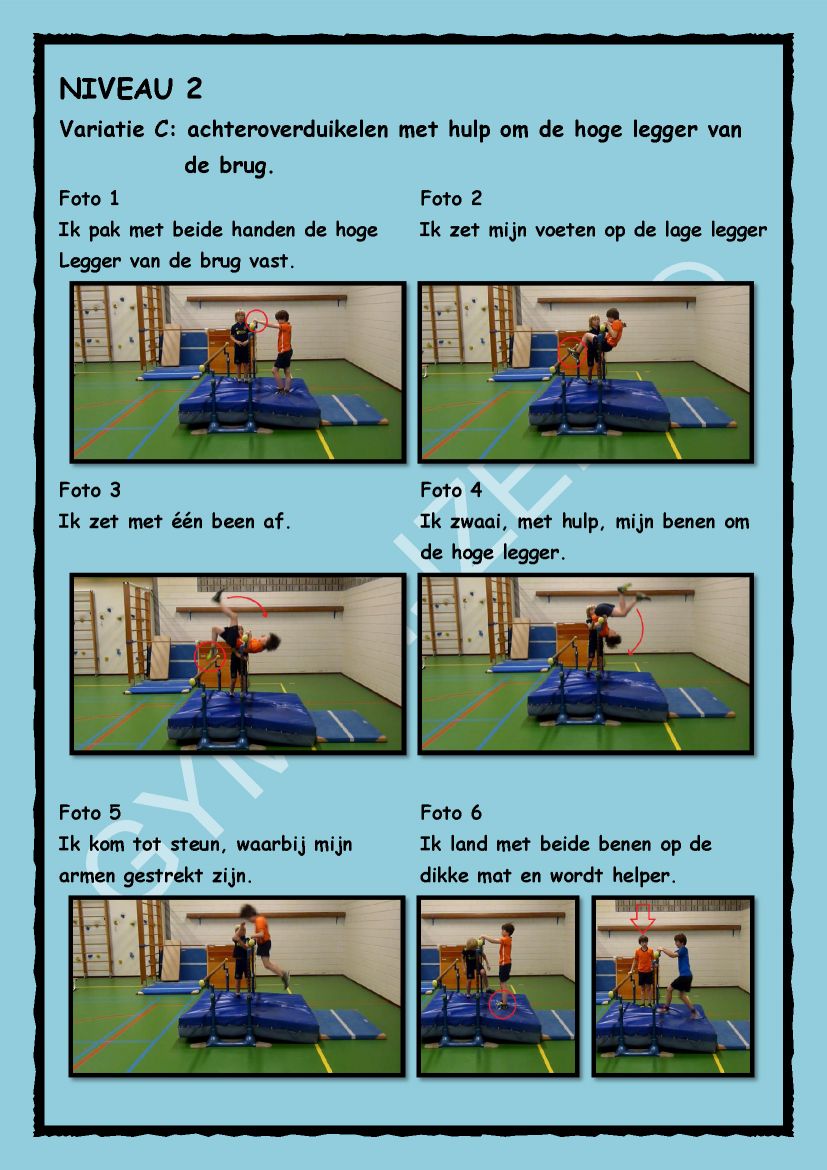 NIVEAU 2
Variatie C: achteroverduikelen met hulp om de hoge legger van
de brug.
Foto 1
Ik pak met beide handen de hoge
Legger van de brug vast.
Foto 2
Ik zet mijn voeten op de lage legger
Foto 3
Ik zet met één been af.
Foto 4
Ik zwaai, met hulp, mijn benen om
de hoge legger.
Foto 5
Ik kom tot steun, waarbij mijn
armen gestrekt zijn.
Foto 6
Ik land met beide benen op de
dikke mat en wordt helper.